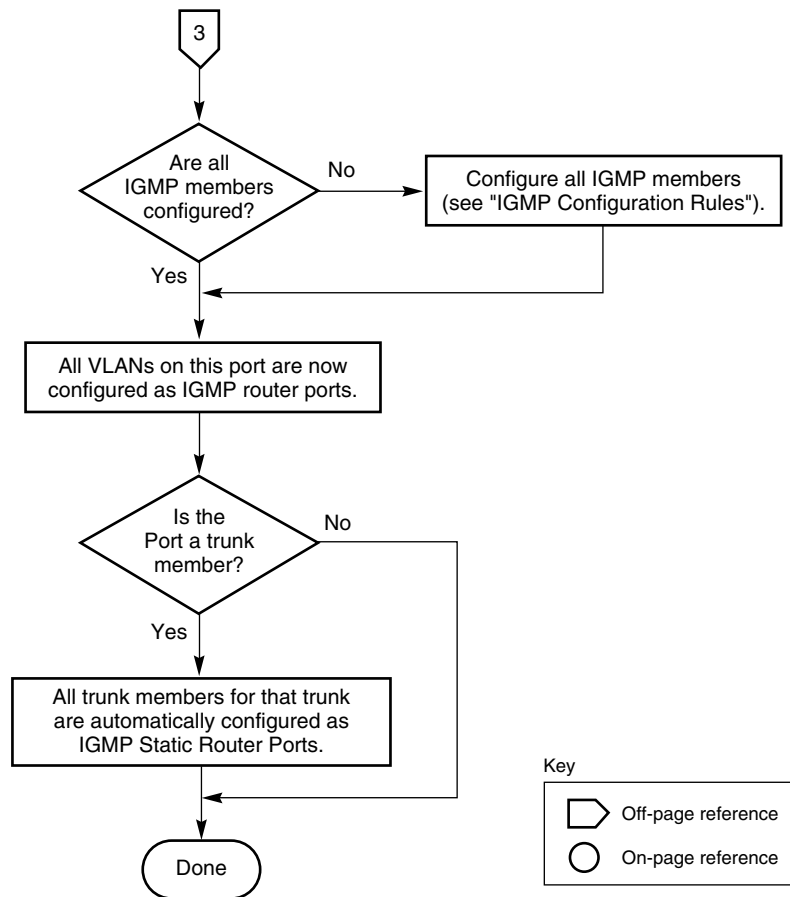 3
Are all
IGMP members
configured?
No
Configure all IGMP members
(see "IGMP Configuration Rules").
Yes
All VLANs on this port are now
configured as IGMP router ports.
Is the
Port a trunk
member?
No
Yes
All trunk members for that trunk
are automatically configured as
IGMP Static Router Ports.
Done
Key
Off-page reference
On-page reference